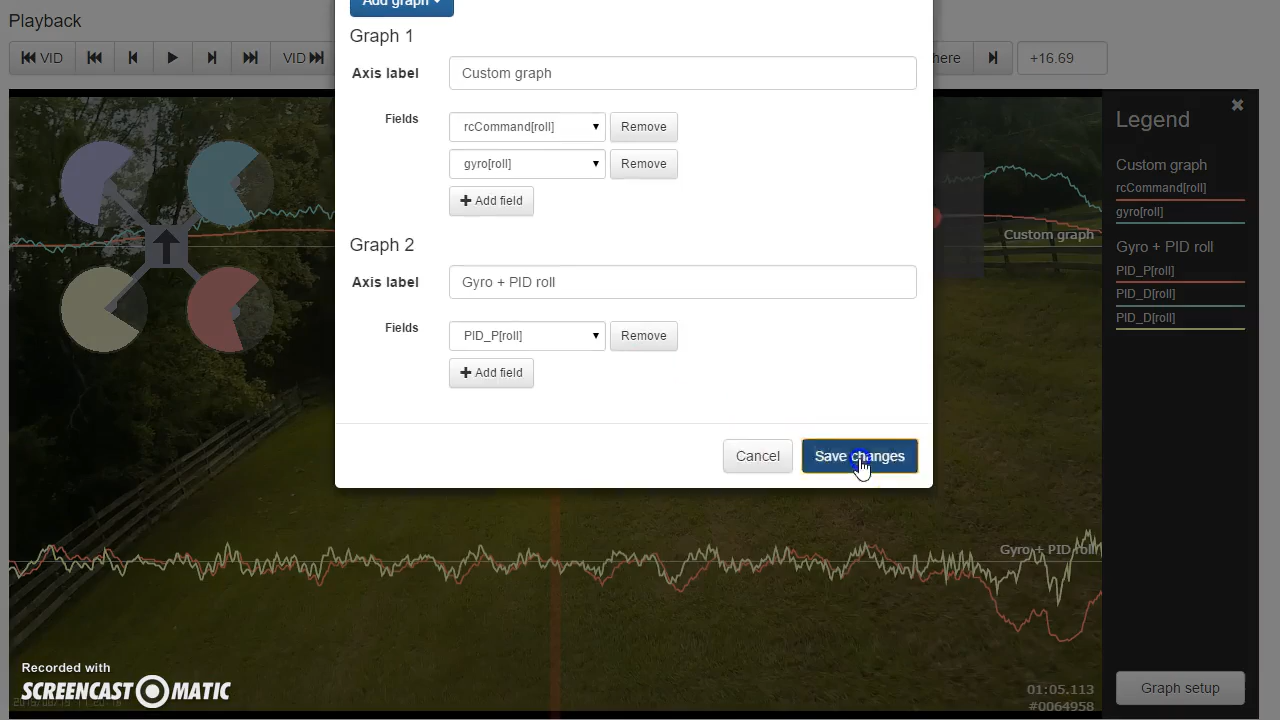 Playback
VID
VID
here
+16.69
Add graph
Graph 1
Axis label
Custom graph
Fields
rcCommand[roll]
Remove
gyro[roll]
Remove
Add field
Graph 2
Axis label
Gyro + PID roll
Fields
PID_P[roll]
Remove
Add field
Cancel
Save changes
Legend
Custom graph
rcCommand[roll]
gyro[roll]
Gyro + PID roll
PID_P[roll]
PID_D[roll]
PID_D[roll]
Custom graph
Gyro + PID roll
Recorded with
SCREENCAST MATIC
01:05.113
#0064958
Graph setup